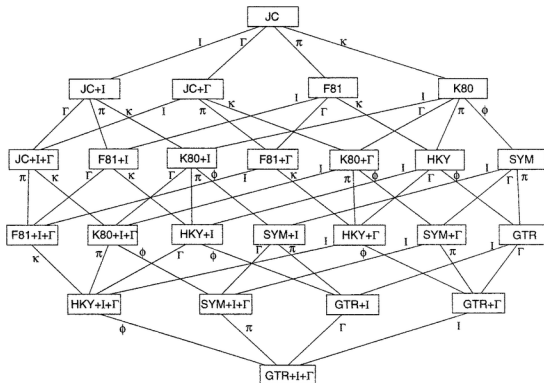 JC
I Γ π κ
JC+I JC+Γ F81 K80
Γ π κ I π κ I Γ κ I Γ π ϕ
JC+I+Γ F81+I K80+I F81+Γ K80+Γ HKY SYM
π κ Γ κ Γ π ϕ I κ I π ϕ I Γ ϕ I Γ π
F81+I+Γ K80+I+Γ HKY+I SYM+I HKY+Γ SYM+Γ GTR
κ π ϕ Γ ϕ Γ π I ϕ I π I Γ
HKY+I+Γ SYM+I+Γ GTR+I GTR+Γ
ϕ π Γ I
GTR+I+Γ